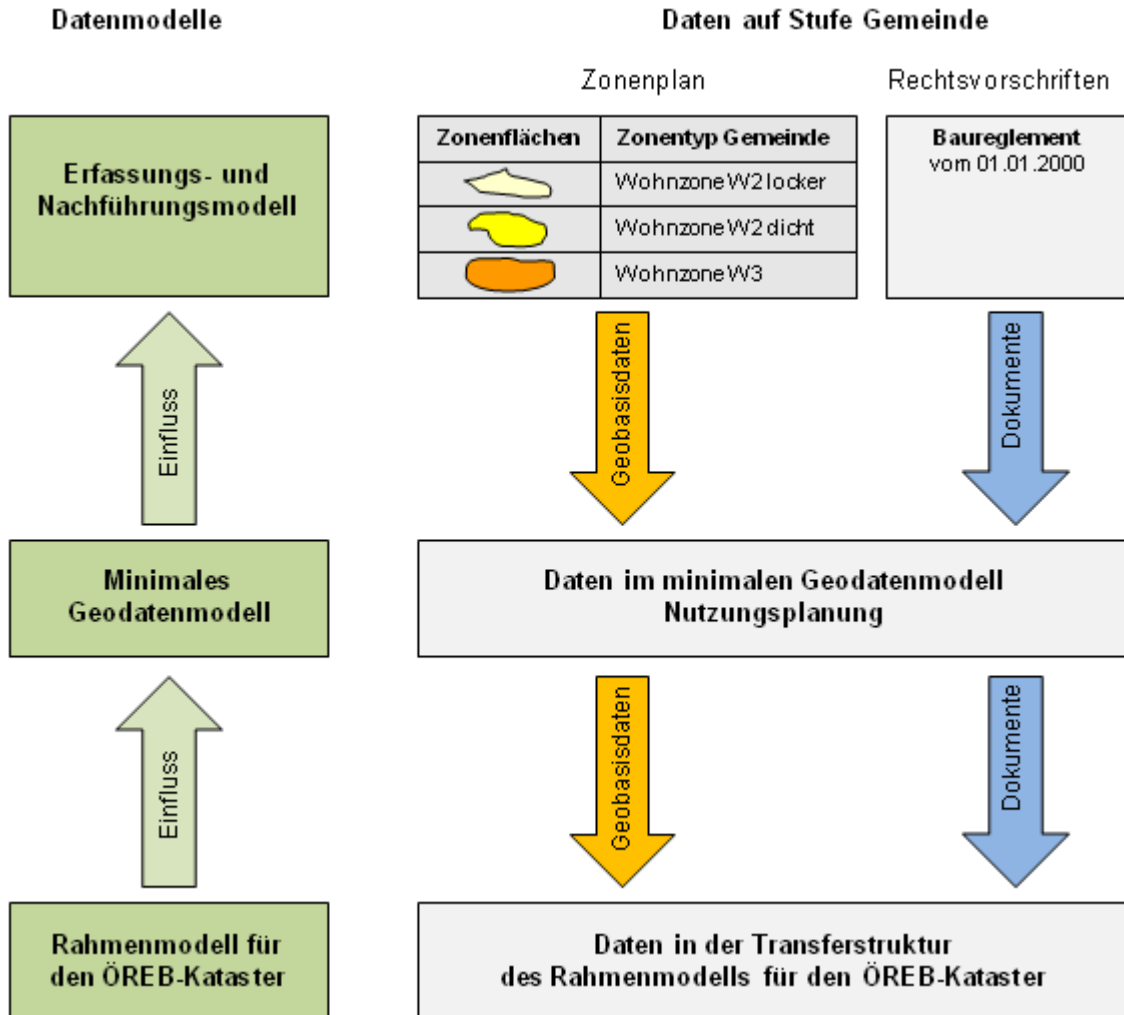 Datenmodelle
Daten auf Stufe Gemeinde
Zonenplan
Rechtsvorschriften
Erfassungs- und
Nachführungsmodell
Zonenflächen
Zonentyp Gemeinde
Wohnzone W2 locker
Wohnzone W2 dicht
Wohnzone W3
Baureglement
vom 01.01.2000
Einfluss
Geobasisdaten
Dokumente
Minimales
Geodatenmodell
Daten im minimalen Geodatenmodell
Nutzungsplanung
Einfluss
Geobasisdaten
Dokumente
Rahmenmodell für
den ÖREB-Kataster
Daten in der Transferstruktur
des Rahmenmodells für den ÖREB-Kataster